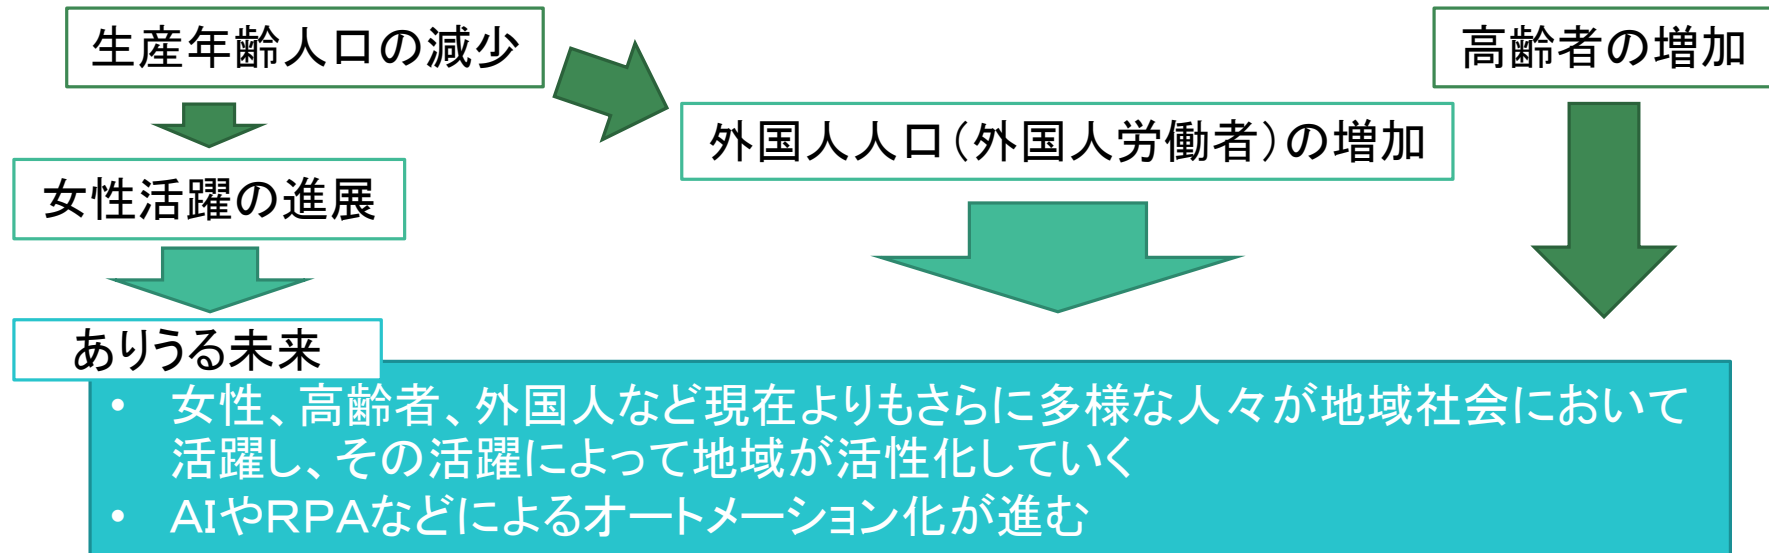 生産年齢人口の減少
高齢者の増加
外国人人口（外国人労働者）の増加
女性活躍の進展
ありうる未来
• 女性、高齢者、外国人など現在よりもさらに多様な人々が地域社会において
活躍し、その活躍によって地域が活性化していく
• AIやRPAなどによるオートメーション化が進む